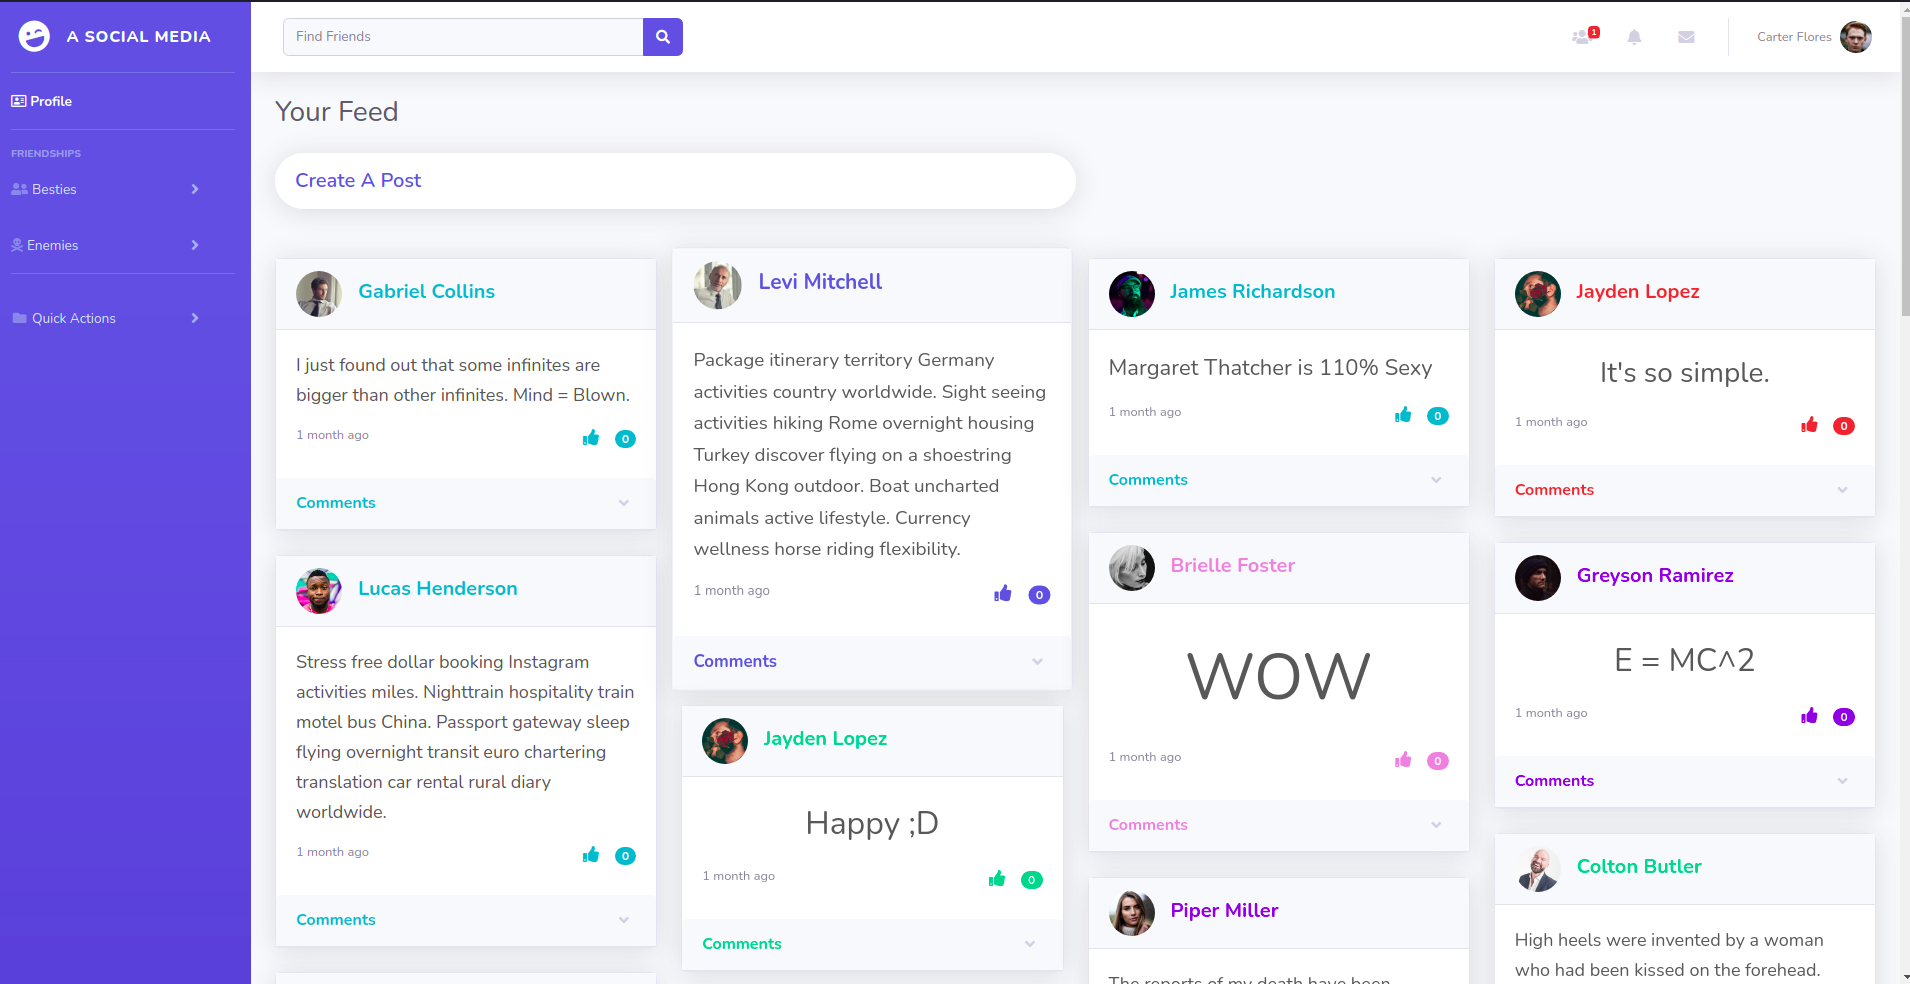 A SOCIAL MEDIA
Find Friends
1
Carter Flores
Profile
FRIENDSHIPS
Besties
Enemies
Quick Actions
Your Feed
Create A Post
Gabriel Collins
I just found out that some infinites are
bigger than other infinites. Mind = Blown.
1 month ago
0
Comments
Lucas Henderson
Stress free dollar booking Instagram
activities miles. Nighttrain hospitality train
motel bus China. Passport gateway sleep
flying overnight transit euro chartering
translation car rental rural diary
worldwide.
1 month ago
0
Comments
Levi Mitchell
Package itinerary territory Germany
activities country worldwide. Sight seeing
activities hiking Rome overnight housing
Turkey discover flying on a shoestring
Hong Kong outdoor. Boat uncharted
animals active lifestyle. Currency
wellness horse riding flexibility.
1 month ago
0
Comments
Jayden Lopez
Happy ;D
1 month ago
0
Comments
James Richardson
Margaret Thatcher is 110% Sexy
1 month ago
0
Comments
Brielle Foster
WOW
1 month ago
0
Comments
Piper Miller
The reports of my death have been
Jayden Lopez
It's so simple.
1 month ago
0
Comments
Greyson Ramirez
E = MC^2
1 month ago
0
Comments
Colton Butler
High heels were invented by a woman
who had been kissed on the forehead.